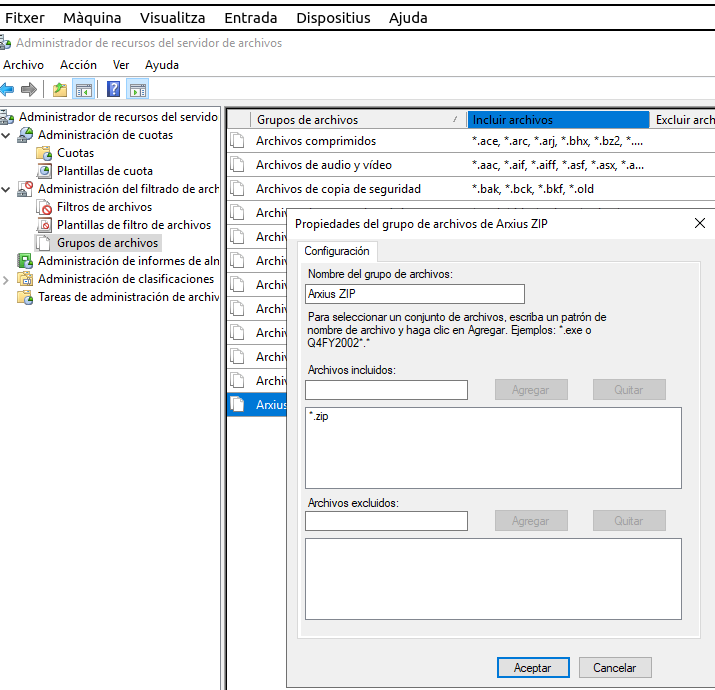 Fitxer Màquina Visualitza Entrada Dispositius Ajuda
Administrador de recursos del servidor de archivos
Archivo Acción Ver Ayuda
Administrador de recursos del servido
Administración de cuotas
Cuotas
Plantillas de cuota
Administración del filtrado de arch
Filtros de archivos
Plantillas de filtro de archivos
Grupos de archivos
Administración de informes de aln
Administración de clasificaciones
Tareas de administración de archiv
Grupos de archivos Incluir archivos Excluir arch
Archivos comprimidos *.ace, *.arc, *.arj, *.bhx, *.bz2, *....
Archivos de audio y vídeo *.aac, *.aif, *.aiff, *.asf, *.asx, *.a...
Archivos de copia de seguridad *.bak, *.bck, *.bkf, *.old
Archiv
Archiv
Archiv
Archiv
Archiv
Archiv
Archiv
Archiv
Arxius
Propiedades del grupo de archivos de Arxius ZIP
Configuración
Nombre del grupo de archivos:
Arxius ZIP
Para seleccionar un conjunto de archivos, escriba un patrón de
nombre de archivo y haga clic en Agregar. Ejemplos: *.exe o
Q4FY2002*.*
Archivos incluidos:
Agregar Quitar
*.zip
Archivos excluidos:
Agregar Quitar
Aceptar Cancelar